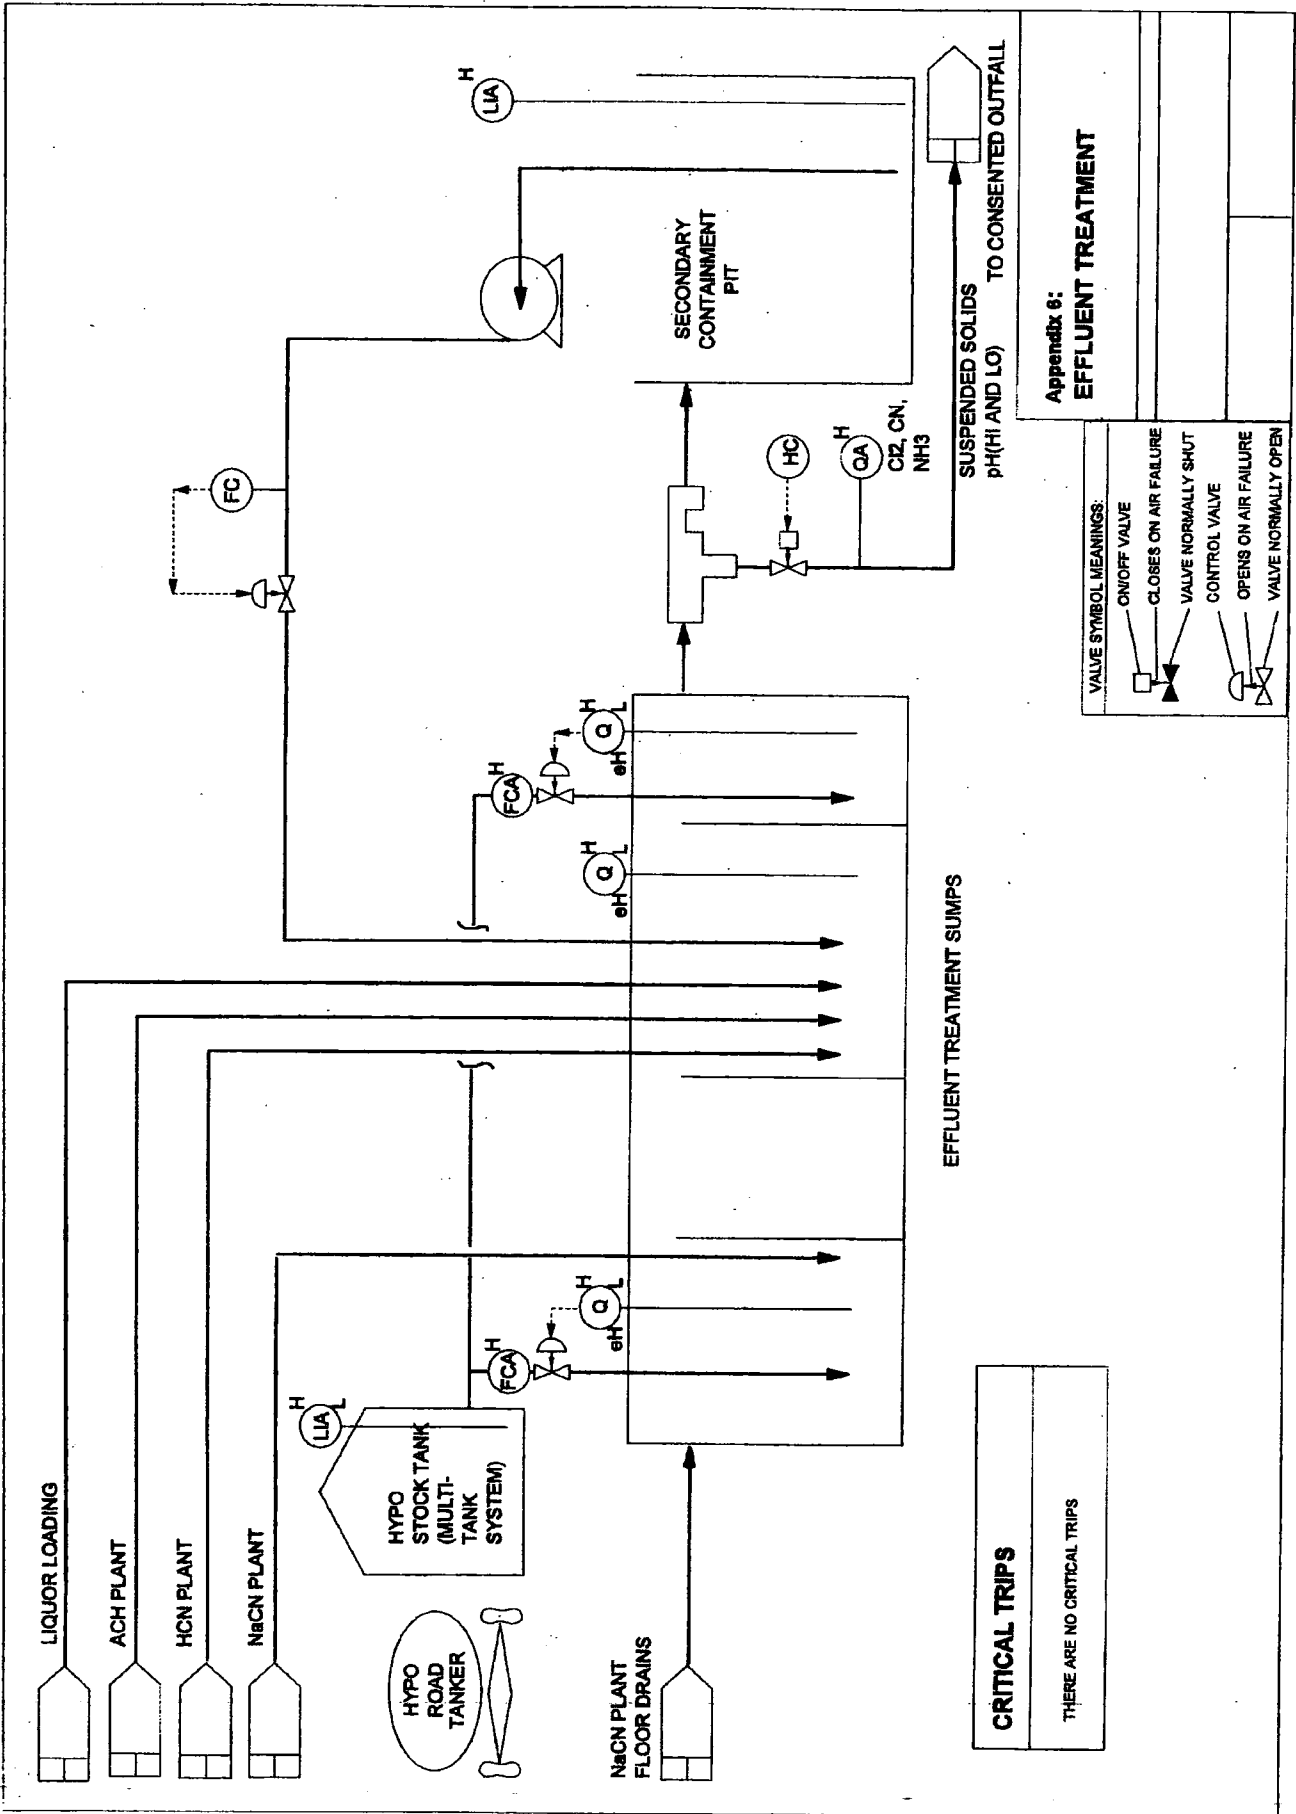 LIQUOR LOADING
ACH PLANT
HCN PLANT
NaCN PLANT
HYPO
ROAD
TANKER
HYPO
STOCK TANK
(MULTI-
TANK
SYSTEM)
LIA
H
L
NaCN PLANT
FLOOR DRAINS
FCA
H
Q
H
L
eH
Q
H
L
eH
FCA
H
Q
H
L
eH
EFFLUENT TREATMENT SUMPS
FC
LIA
H
SECONDARY
CONTAINMENT
PIT
HC
QA
H
Cl2, CN,
NH3
SUSPENDED SOLIDS
pH(HI AND LO)
TO CONSENTED OUTFALL
CRITICAL TRIPS
THERE ARE NO CRITICAL TRIPS
VALVE SYMBOL MEANINGS:
ON/OFF VALVE
CLOSES ON AIR FAILURE
VALVE NORMALLY SHUT
CONTROL VALVE
OPENS ON AIR FAILURE
VALVE NORMALLY OPEN
Appendix 6:
EFFLUENT TREATMENT